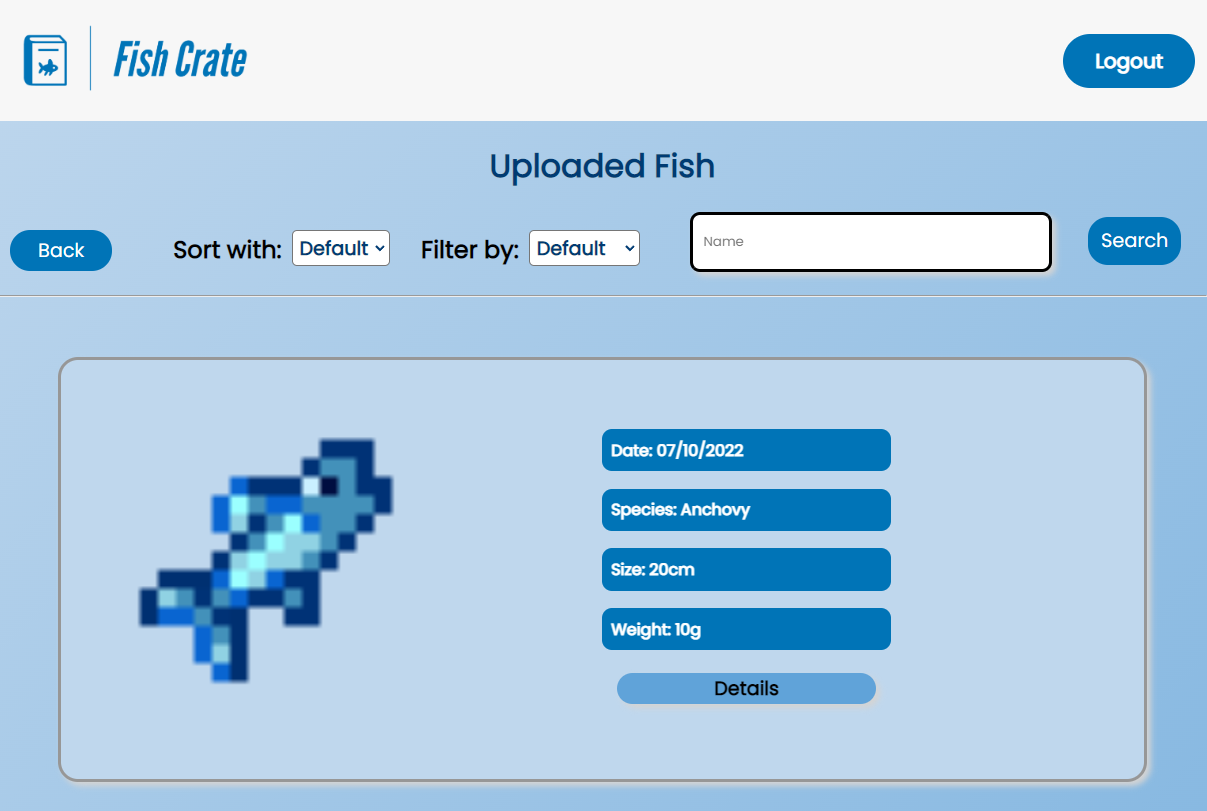 Fish Crate
Logout
Uploaded Fish
Back
Sort with: Default
Filter by: Default
Name
Search
Date: 07/10/2022
Species: Anchovy
Size: 20cm
Weight: 10g
Details